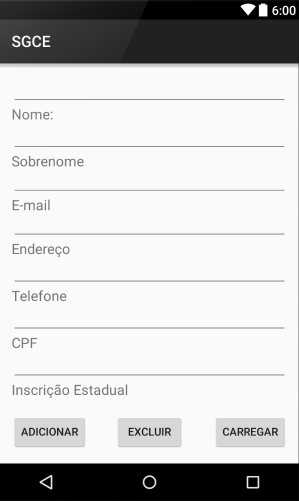 6:00
SGCE
Nome:
Sobrenome
E-mail
Endereço
Telefone
CPF
Inscrição Estadual
ADICIONAR EXCLUIR CARREGAR